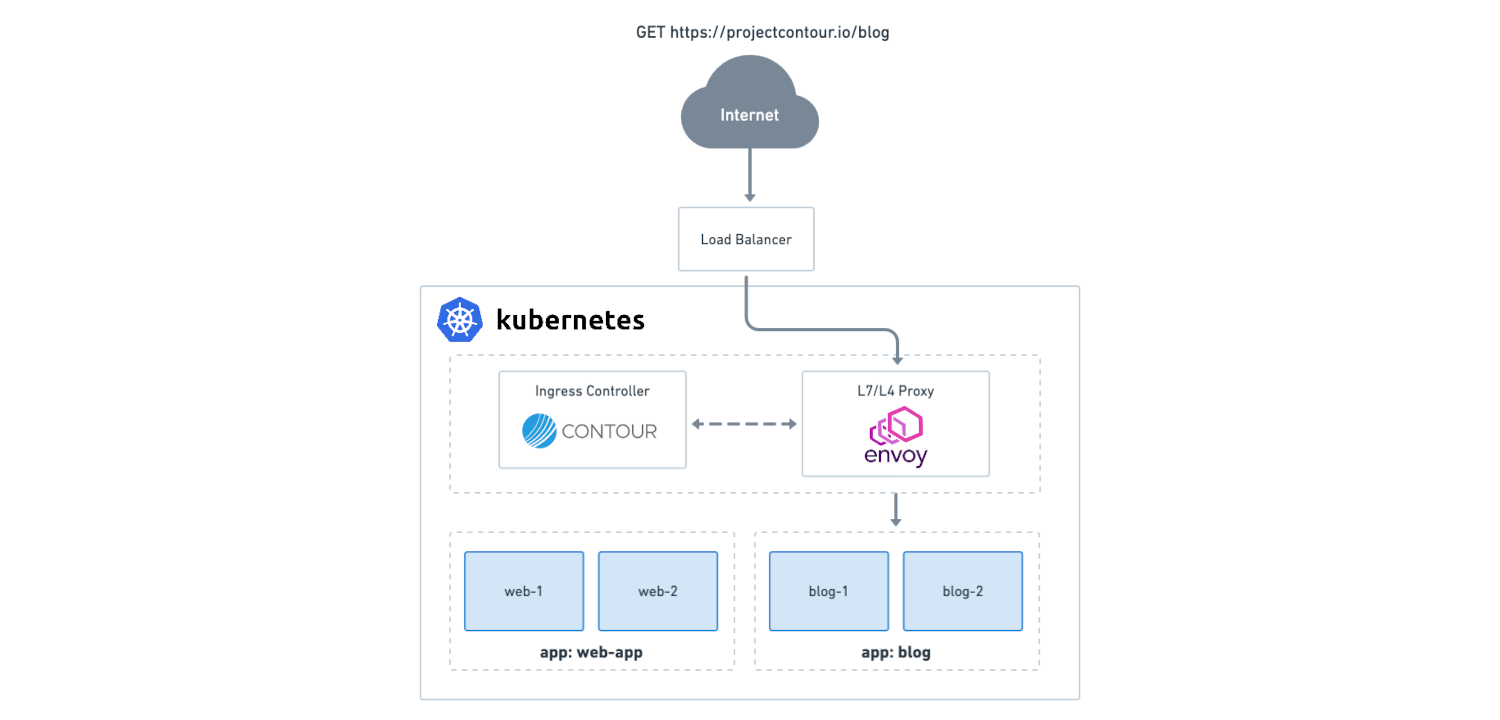 GET https://projectcontour.io/blog
Internet
Load Balancer
kubernetes
Ingress Controller
CONTOUR
L7/L4 Proxy
envoy
web-1
web-2
app: web-app
blog-1
blog-2
app: blog